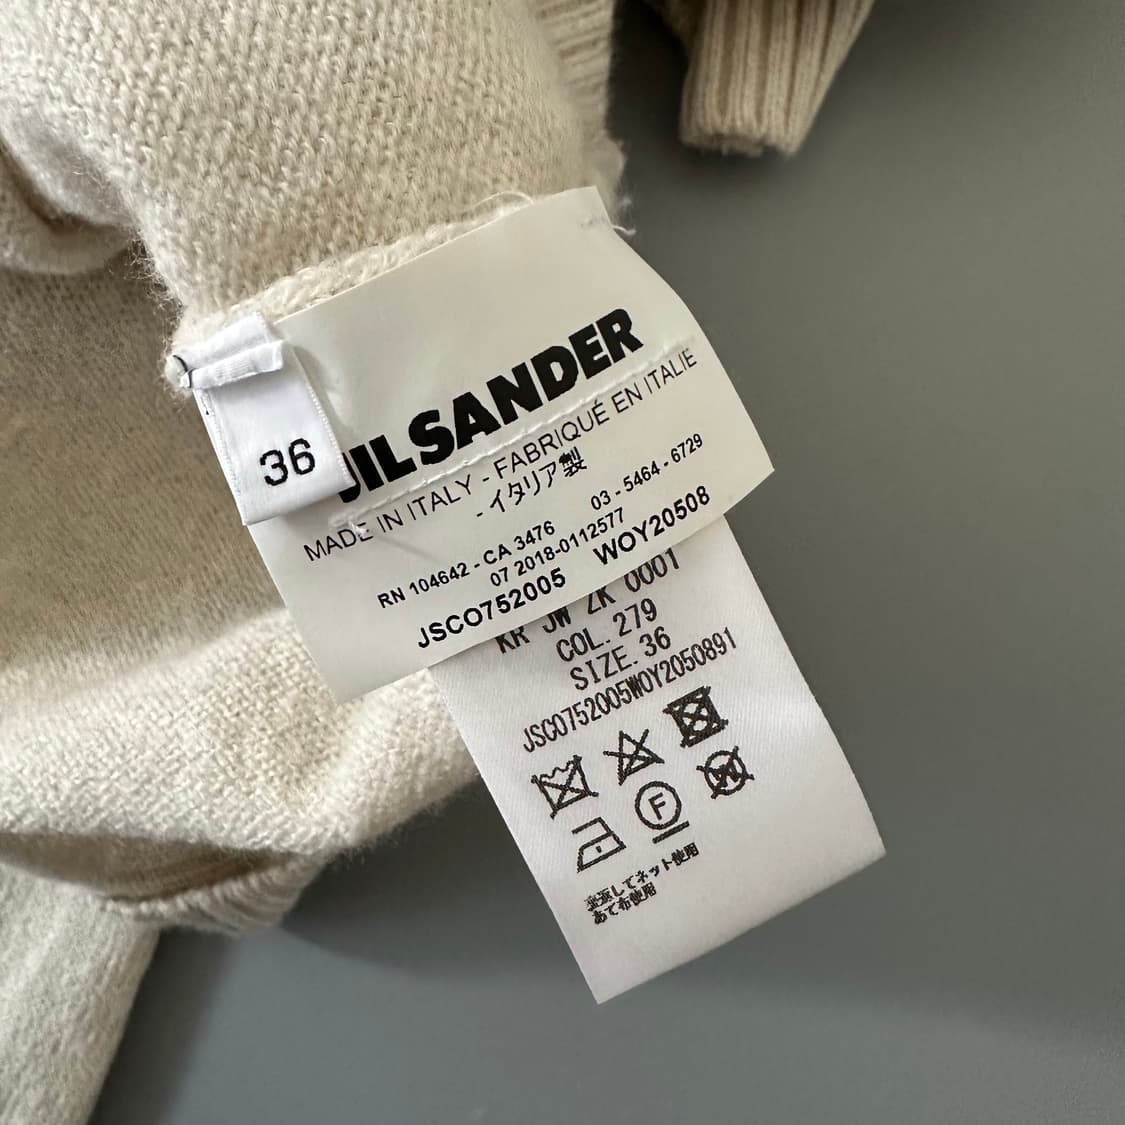 36
JIL SANDER
MADE IN ITALY - FABRIQUÉ EN ITALIE
- イタリア製
RN 104642 - CA 3476 03 - 5464 - 6729
07 2018-0112577
JSCO752005 WOY20508
KR JW ZK 0001
COL. 279
SIZE. 36
JSCO752005WOY2050891
F
W
裏返してネット使用
あて布使用